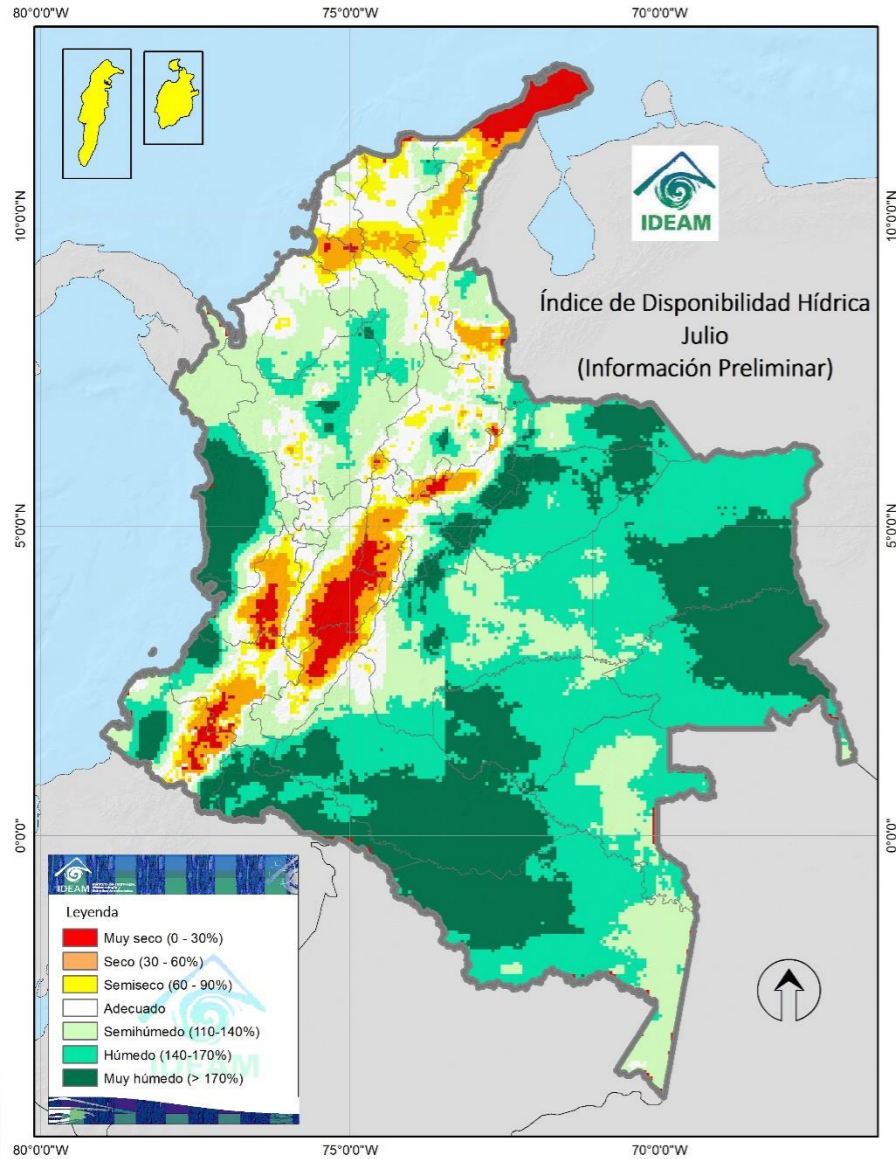 80°0'0"W 75°0'0"W 70°0'0"W
10°0'0"N 10°0'0"N
IDEAM
Índice de Disponibilidad Hídrica
Julio
(Información Preliminar)
5°0'0"N 5°0'0"N
0°0'0" 0°0'0"
IDEAM
Leyenda
Muy seco (0 - 30%)
Seco (30 - 60%)
Semiseco (60 - 90%)
Adecuado
Semihúmedo (110-140%)
Húmedo (140-170%)
Muy húmedo (> 170%)
IDEAM
80°0'0"W 75°0'0"W 70°0'0"W